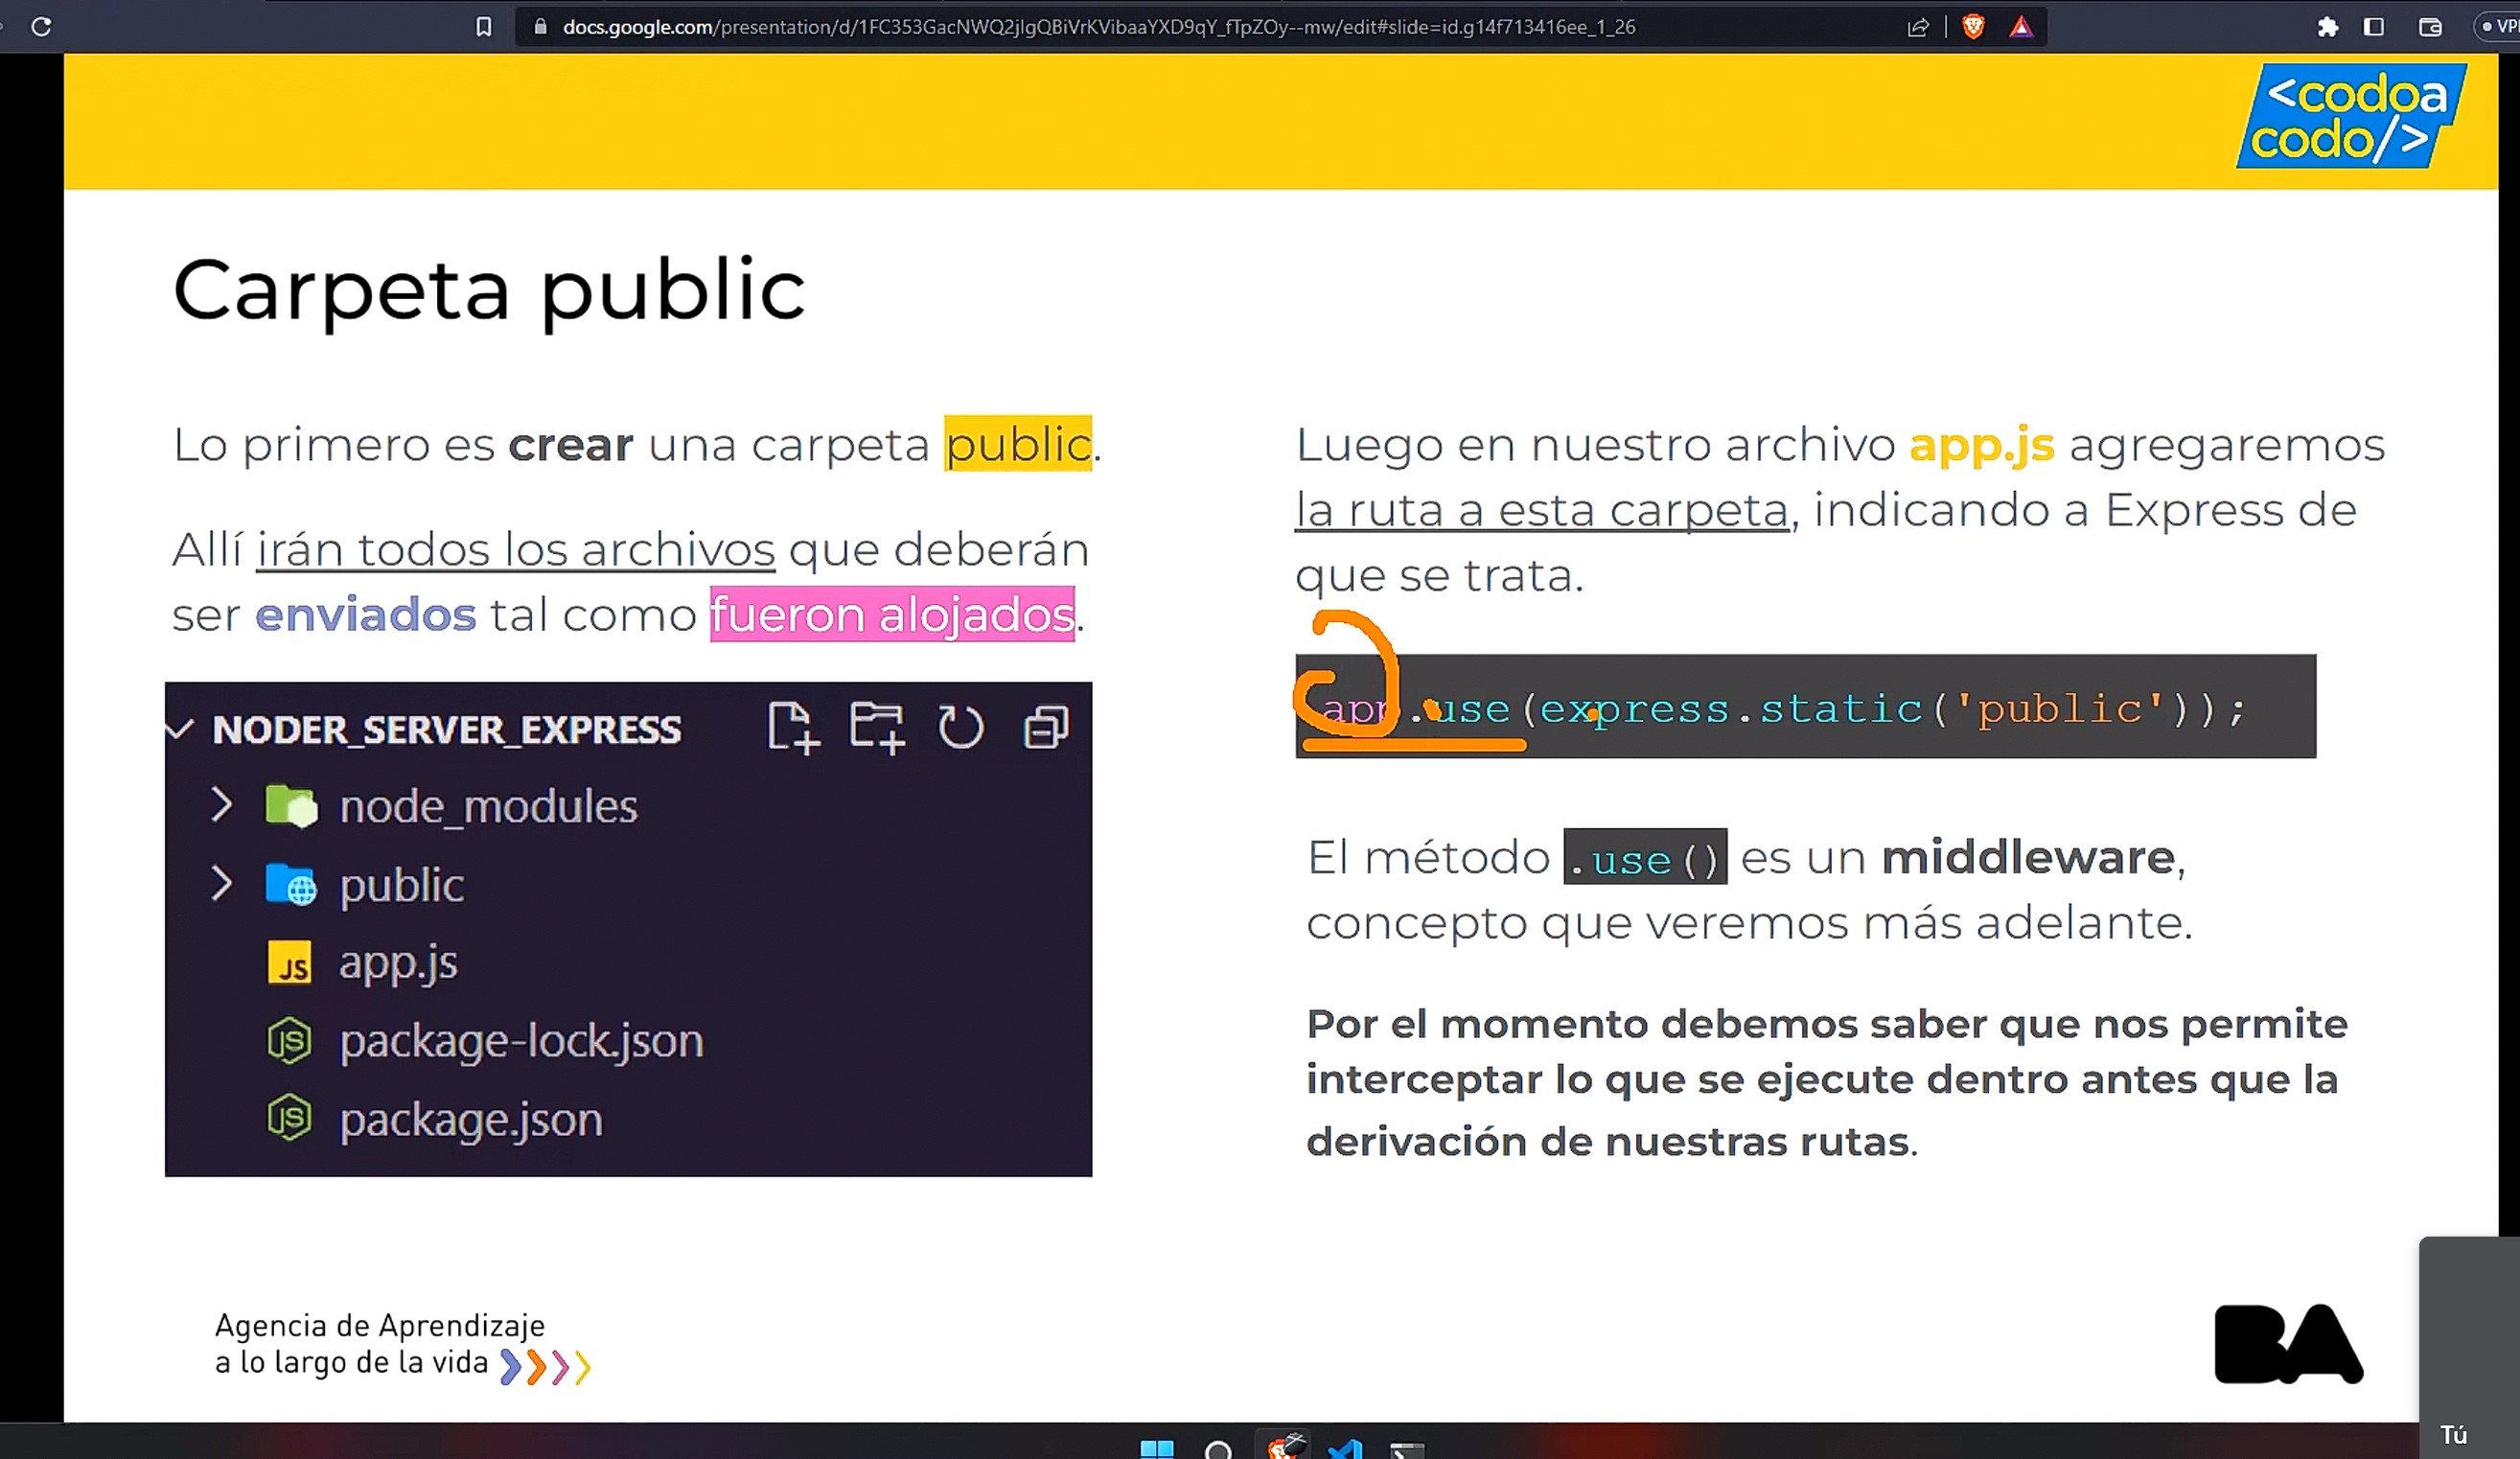 docs.google.com/presentation/d/1FC353GacNWQ2jIgQBiVrKVibaaYXD9qY_fTpZOy--mw/edit#slide=id.g14f713416ee_1_26
<codoa
codo/>
Carpeta public
Lo primero es crear una carpeta public.
Allí irán todos los archivos que deberán
ser enviados tal como fueron alojados.
NODER_SERVER_EXPRESS
node_modules
public
app.js
package-lock.json
package.json
Luego en nuestro archivo app.js agregaremos
la ruta a esta carpeta, indicando a Express de
que se trata.
app.use(express.static('public'));
El método .use() es un middleware,
concepto que veremos más adelante.
Por el momento debemos saber que nos permite
interceptar lo que se ejecute dentro antes que la
derivación de nuestras rutas.
Agencia de Aprendizaje
a lo largo de la vida
BA
Tú